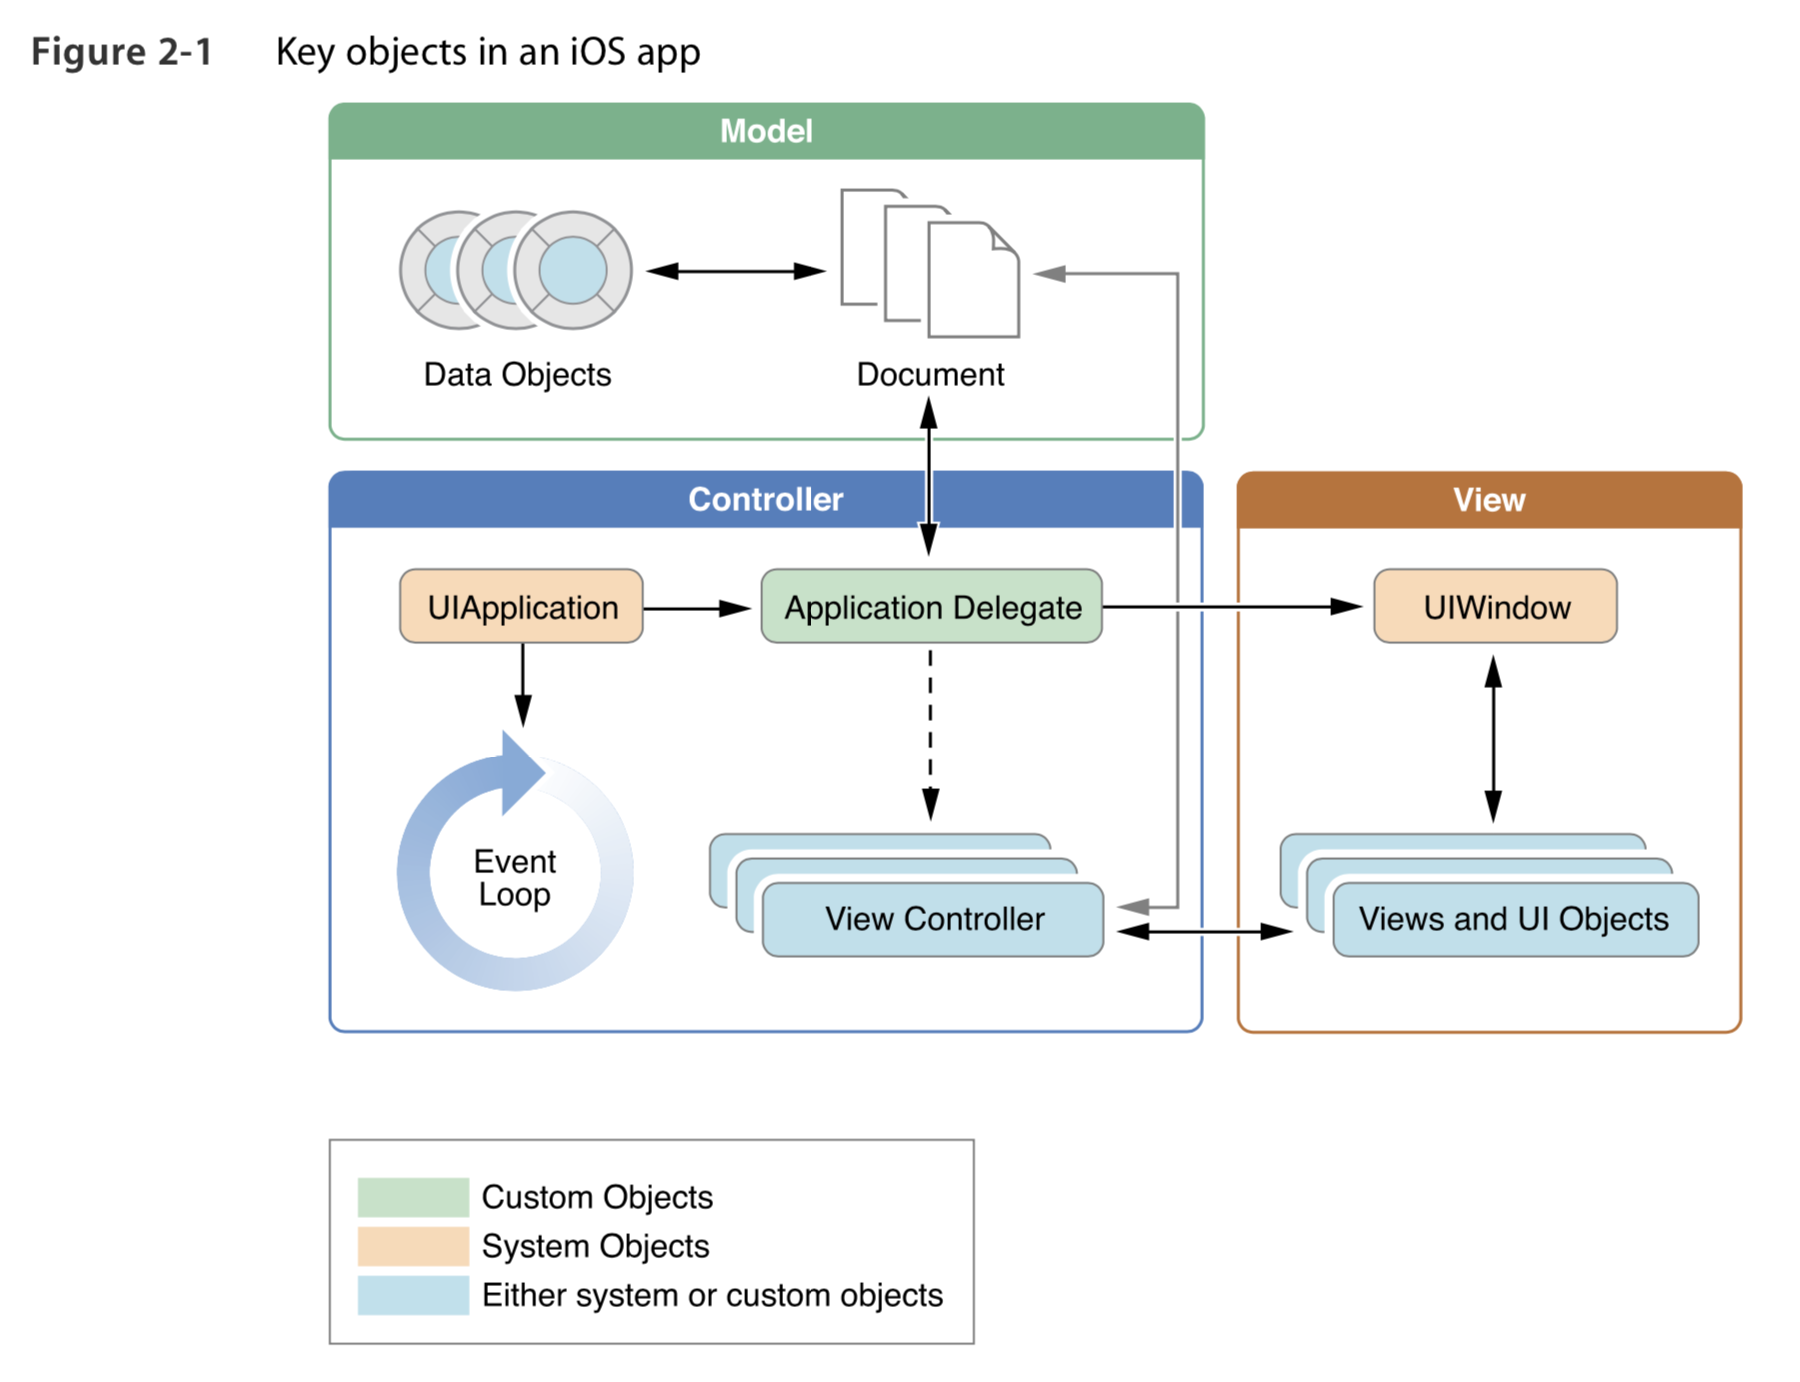 Figure 2-1 Key objects in an iOS app
Model
Data Objects
Document
Controller
View
UIApplication
Application Delegate
UIWindow
Event
Loop
View Controller
Views and UI Objects
Custom Objects
System Objects
Either system or custom objects